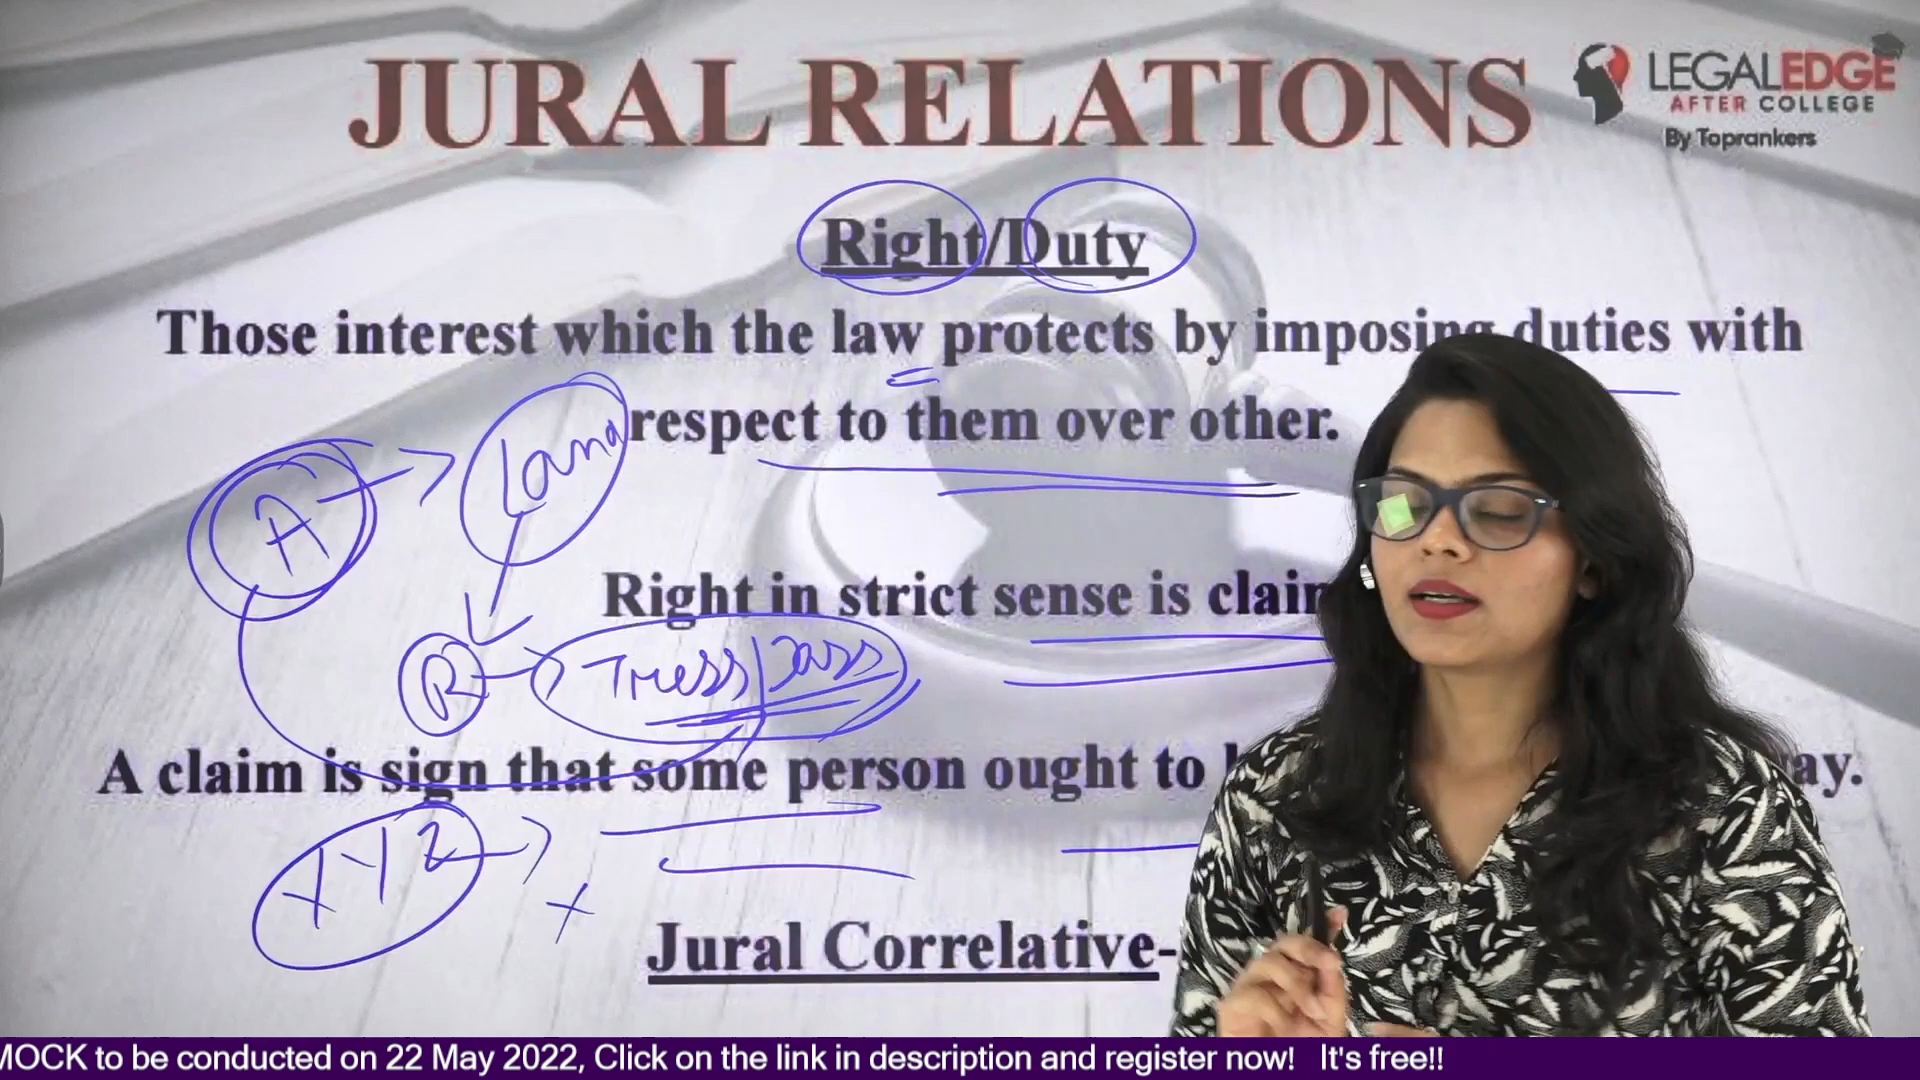 JURAL RELATIONS
LEGALEDGE
AFTER COLLEGE
By Toprankers
Right/Duty
Those interest which the law protects by imposing duties with
respect to them over other.
A
Land
Right in strict sense is
B
Tress/pass
A claim is sign that some person ought to
XYZ
x
Jural Correlative-
MOCK to be conducted on 22 May 2022, Click on the link in description and register now! It's free!!